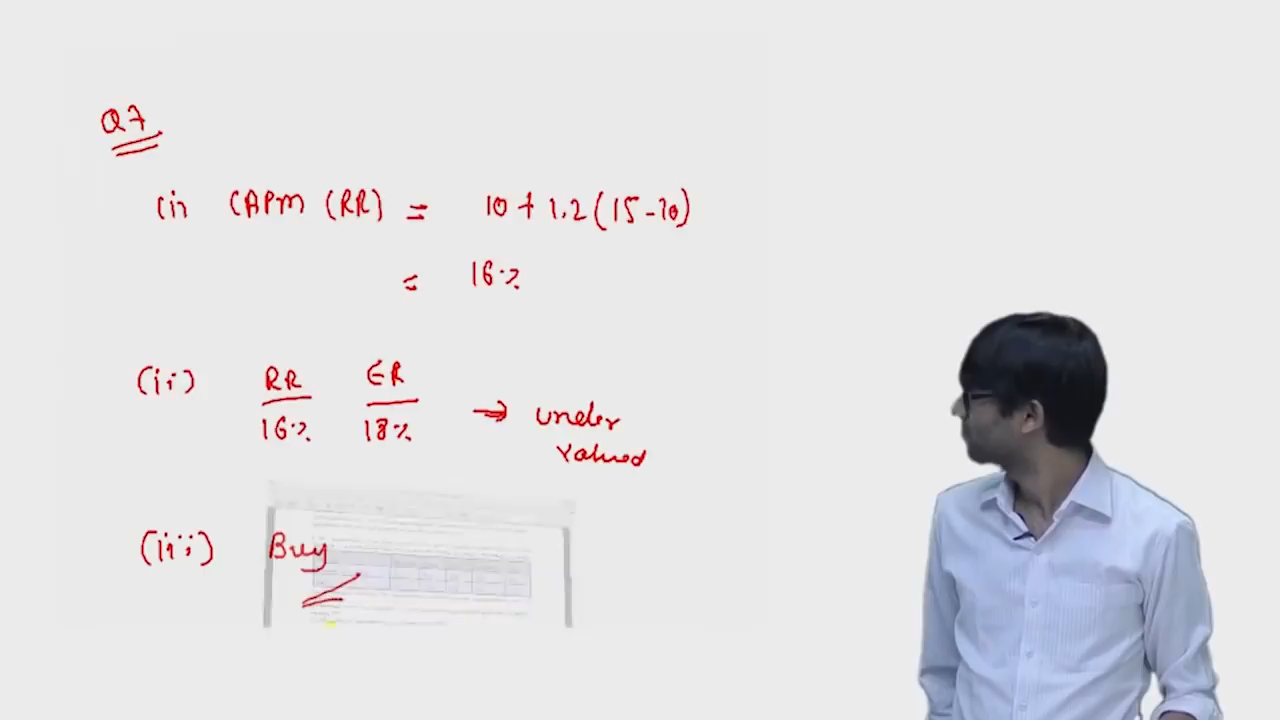 Q7
(i) CAPM (RR) = 10 + 1.2 (15-10)
= 16%
(ii) RR ER
16% 18% → under valued
(iii) Buy